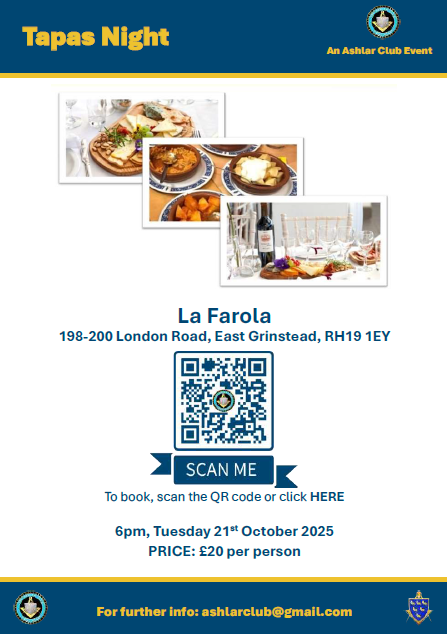 Tapas Night
An Ashlar Club Event
La Farola
198-200 London Road, East Grinstead, RH19 1EY
SCAN ME
To book, scan the QR code or click HERE
6pm, Tuesday 21st October 2025
PRICE: £20 per person
For further info: ashlarclub@gmail.com